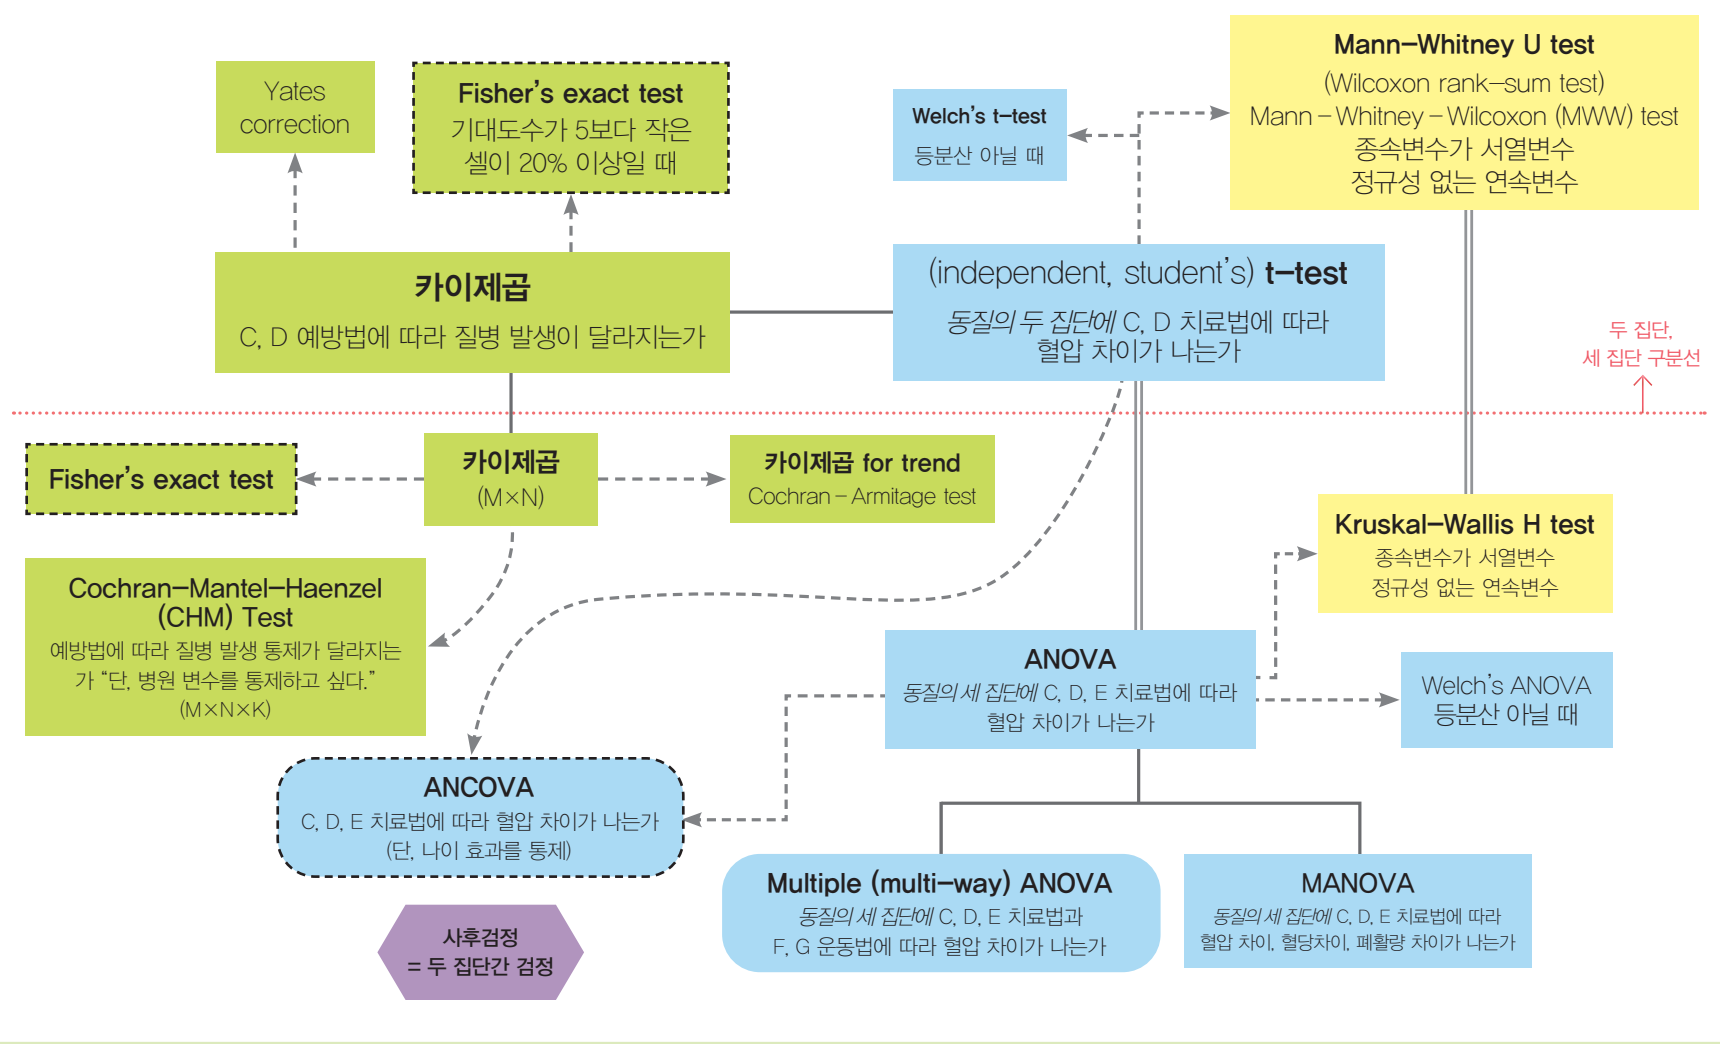 Yates
correction
Fisher's exact test
기대도수가 5보다 작은
셀이 20% 이상일 때
Welch's t-test
등분산 아닐 때
Mann-Whitney U test
(Wilcoxon rank-sum test)
Mann-Whitney-Wilcoxon (MWW) test
종속변수가 서열변수
정규성 없는 연속변수
카이제곱
C, D 예방법에 따라 질병 발생이 달라지는가
(independent, student's) t-test
동질의 두 집단에 C, D 치료법에 따라
혈압 차이가 나는가
두 집단,
세 집단 구분선
Fisher's exact test
카이제곱
(M×N)
카이제곱 for trend
Cochran-Armitage test
Kruskal-Wallis H test
종속변수가 서열변수
정규성 없는 연속변수
Cochran-Mantel-Haenzel
(CHM) Test
예방법에 따라 질병 발생 통제가 달라지는
가 “단, 병원 변수를 통제하고 싶다.”
(M×N×K)
ANOVA
동질의 세 집단에 C, D, E 치료법에 따라
혈압 차이가 나는가
Welch's ANOVA
등분산 아닐 때
ANCOVA
C, D, E 치료법에 따라 혈압 차이가 나는가
(단, 나이 효과를 통제)
Multiple (multi-way) ANOVA
동질의 세 집단에 C, D, E 치료법과
F, G 운동법에 따라 혈압 차이가 나는가
MANOVA
동질의 세 집단에 C, D, E 치료법에 따라
혈압 차이, 혈당차이, 폐활량 차이가 나는가
사후검정
= 두 집단간 검정